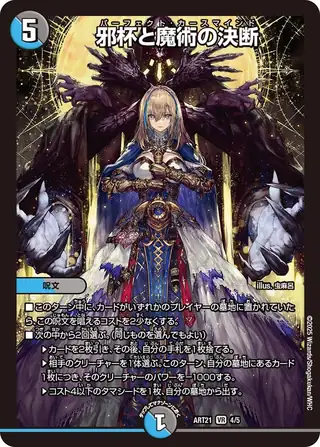 パーフェクト・カースマインド
5
邪杯と魔術の決断
呪文
illus. 虫麻呂
■このターン中に、カードがいずれかのプレイヤーの墓地に置かれていた
ら、この呪文を唱えるコストを2少なくする。
■次の中から2回選ぶ。(同じものを選んでもよい)
▶カードを2枚引き、その後、自分の手札を1枚捨てる。
▶相手のクリーチャーを1体選ぶ。このターン、自分の墓地にあるカード
1枚につき、そのクリーチャーのパワーを-1000する。
▶コスト4以下のタマシードを1枚、自分の墓地から出す。
1
ART21 VR 4/5